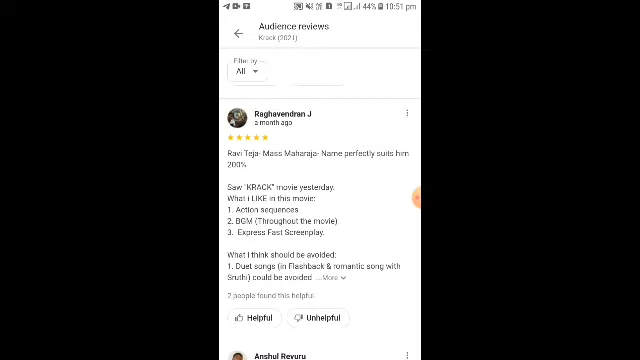 44% 10:51 pm
Audience reviews
Krack (2021)
Filter by
All
Raghavendran J
a month ago
Ravi Teja- Mass Maharaja- Name perfectly suits him
200%
Saw "KRACK" movie yesterday.
What i LIKE in this movie:
1. Action sequences
2. BGM (Throughout the movie)
3. Express Fast Screenplay.
What i think should be avoided:
1. Duet songs (in Flashback & romantic song with
Sruthi) could be avoided ...More
2 people found this helpful.
Helpful Unhelpful
Anshul Revuru